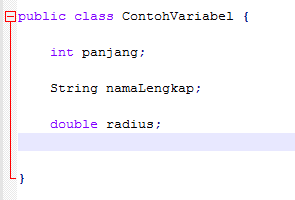 public class ContohVariabel {
int panjang;
String namaLengkap;
double radius;
}